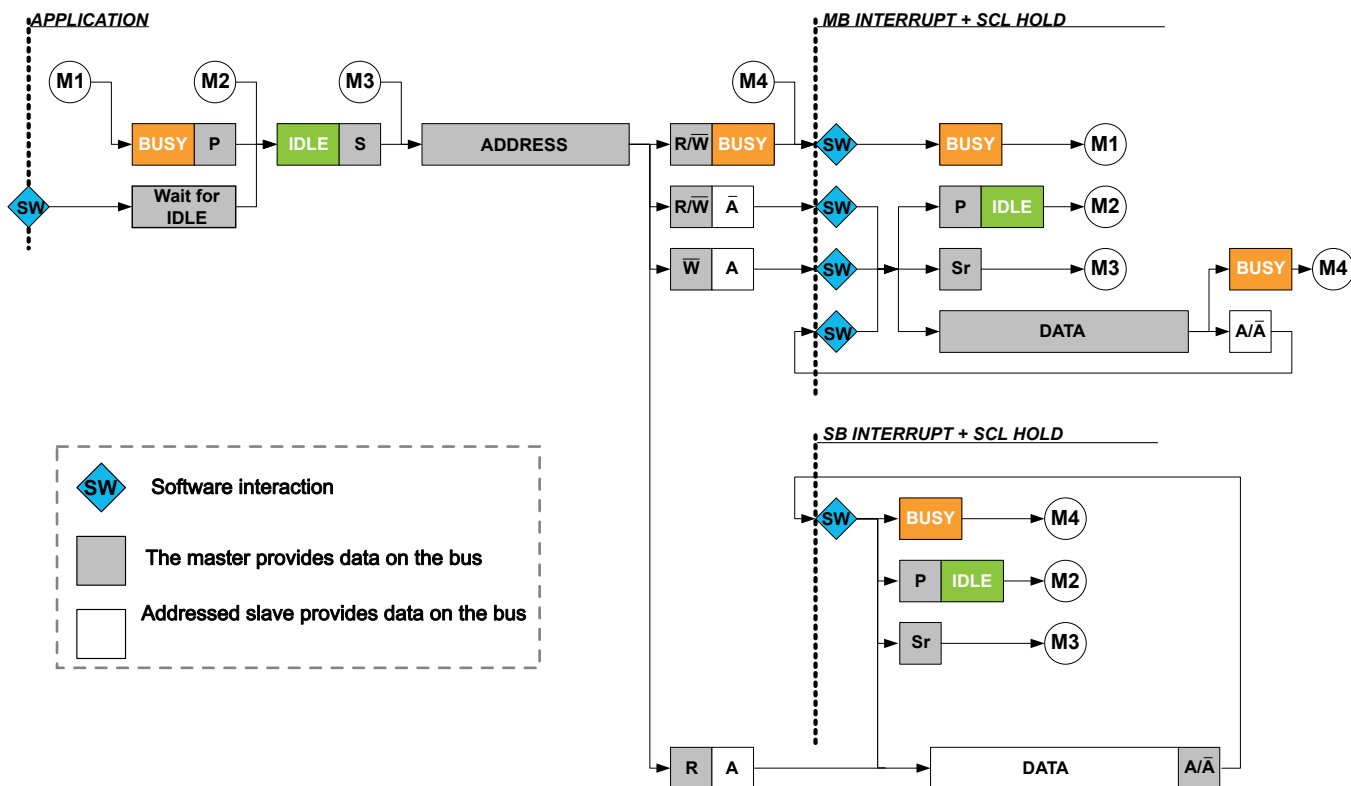 APPLICATION
MB INTERRUPT + SCL HOLD
M1
M2
M3
M4
BUSY P
IDLE S
ADDRESS
R/W̅ BUSY
SW
BUSY
M1
SW
Wait for
IDLE
R/W̅ A̅
SW
P IDLE
M2
W̅ A
SW
Sr
M3
BUSY
M4
SW
DATA
A/A̅
SB INTERRUPT + SCL HOLD
SW
Software interaction
SW
BUSY
M4
The master provides data on the bus
P IDLE
M2
Addressed slave provides data on the bus
Sr
M3
R A
DATA
A/A̅